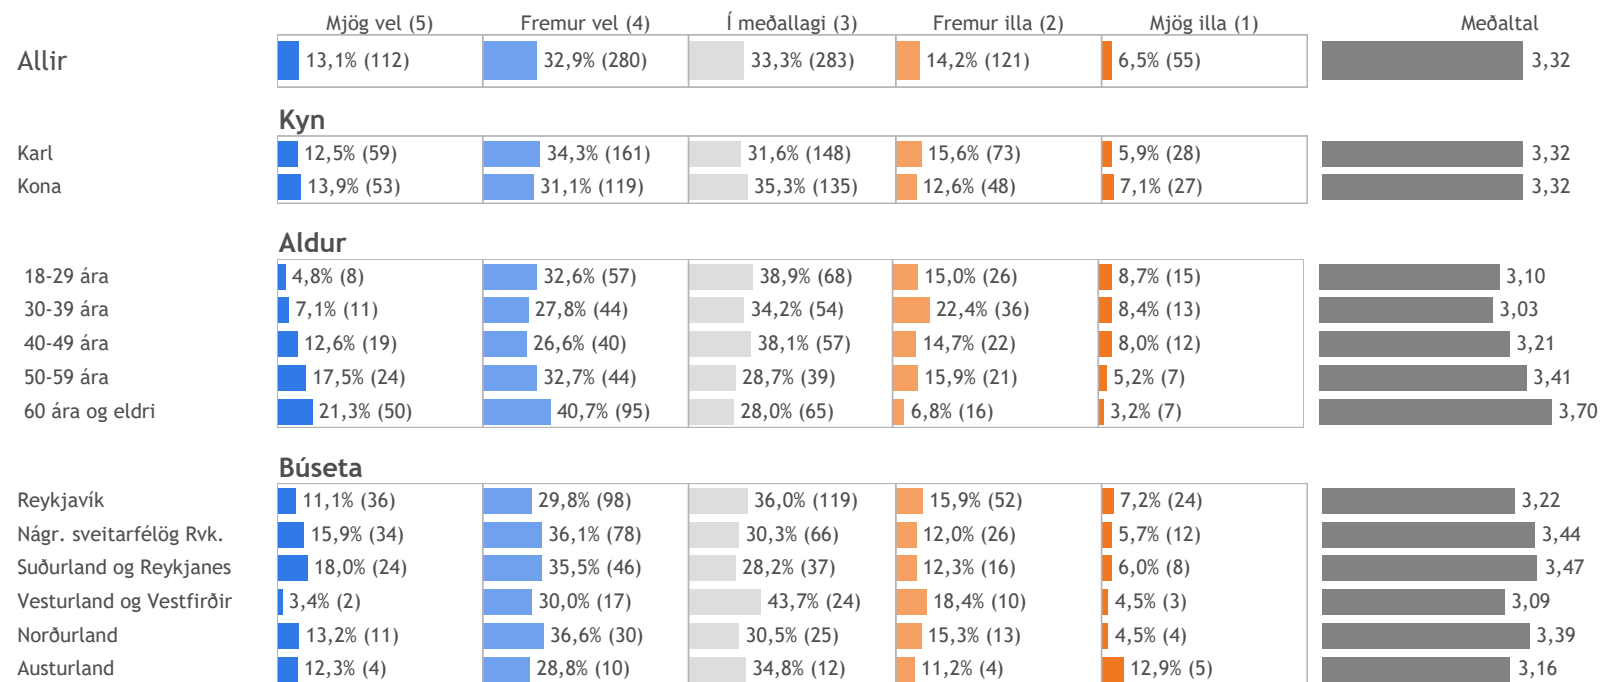 Mjög vel (5) Fremur vel (4) Í meðallagi (3) Fremur illa (2) Mjög illa (1) Meðaltal
Allir 13,1% (112) 32,9% (280) 33,3% (283) 14,2% (121) 6,5% (55) 3,32
Kyn
Karl 12,5% (59) 34,3% (161) 31,6% (148) 15,6% (73) 5,9% (28) 3,32
Kona 13,9% (53) 31,1% (119) 35,3% (135) 12,6% (48) 7,1% (27) 3,32
Aldur
18-29 ára 4,8% (8) 32,6% (57) 38,9% (68) 15,0% (26) 8,7% (15) 3,10
30-39 ára 7,1% (11) 27,8% (44) 34,2% (54) 22,4% (36) 8,4% (13) 3,03
40-49 ára 12,6% (19) 26,6% (40) 38,1% (57) 14,7% (22) 8,0% (12) 3,21
50-59 ára 17,5% (24) 32,7% (44) 28,7% (39) 15,9% (21) 5,2% (7) 3,41
60 ára og eldri 21,3% (50) 40,7% (95) 28,0% (65) 6,8% (16) 3,2% (7) 3,70
Búseta
Reykjavík 11,1% (36) 29,8% (98) 36,0% (119) 15,9% (52) 7,2% (24) 3,22
Nágr. sveitarfélög Rvk. 15,9% (34) 36,1% (78) 30,3% (66) 12,0% (26) 5,7% (12) 3,44
Suðurland og Reykjanes 18,0% (24) 35,5% (46) 28,2% (37) 12,3% (16) 6,0% (8) 3,47
Vesturland og Vestfirðir 3,4% (2) 30,0% (17) 43,7% (24) 18,4% (10) 4,5% (3) 3,09
Norðurland 13,2% (11) 36,6% (30) 30,5% (25) 15,3% (13) 4,5% (4) 3,39
Austurland 12,3% (4) 28,8% (10) 34,8% (12) 11,2% (4) 12,9% (5) 3,16